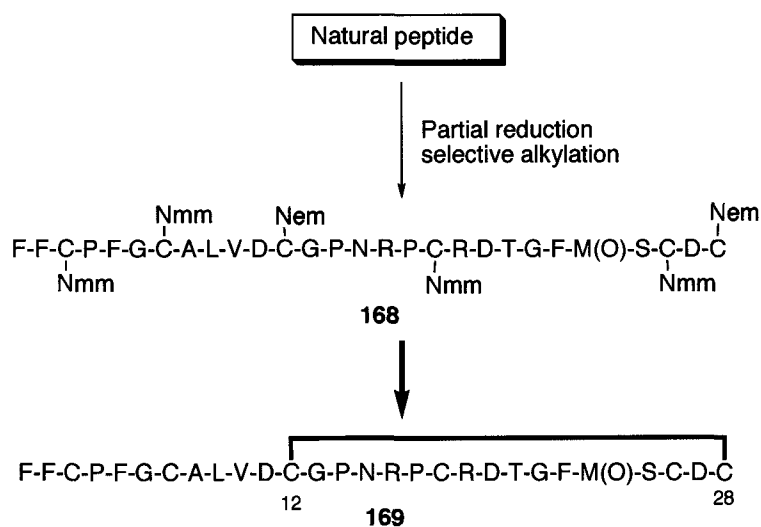 Natural peptide
Partial reduction
selective alkylation
Nmm Nem Nem
F-F-C-P-F-G-C-A-L-V-D-C-G-P-N-R-P-C-R-D-T-G-F-M(O)-S-C-D-C
Nmm Nmm Nmm
168
F-F-C-P-F-G-C-A-L-V-D-C-G-P-N-R-P-C-R-D-T-G-F-M(O)-S-C-D-C
12 28
169